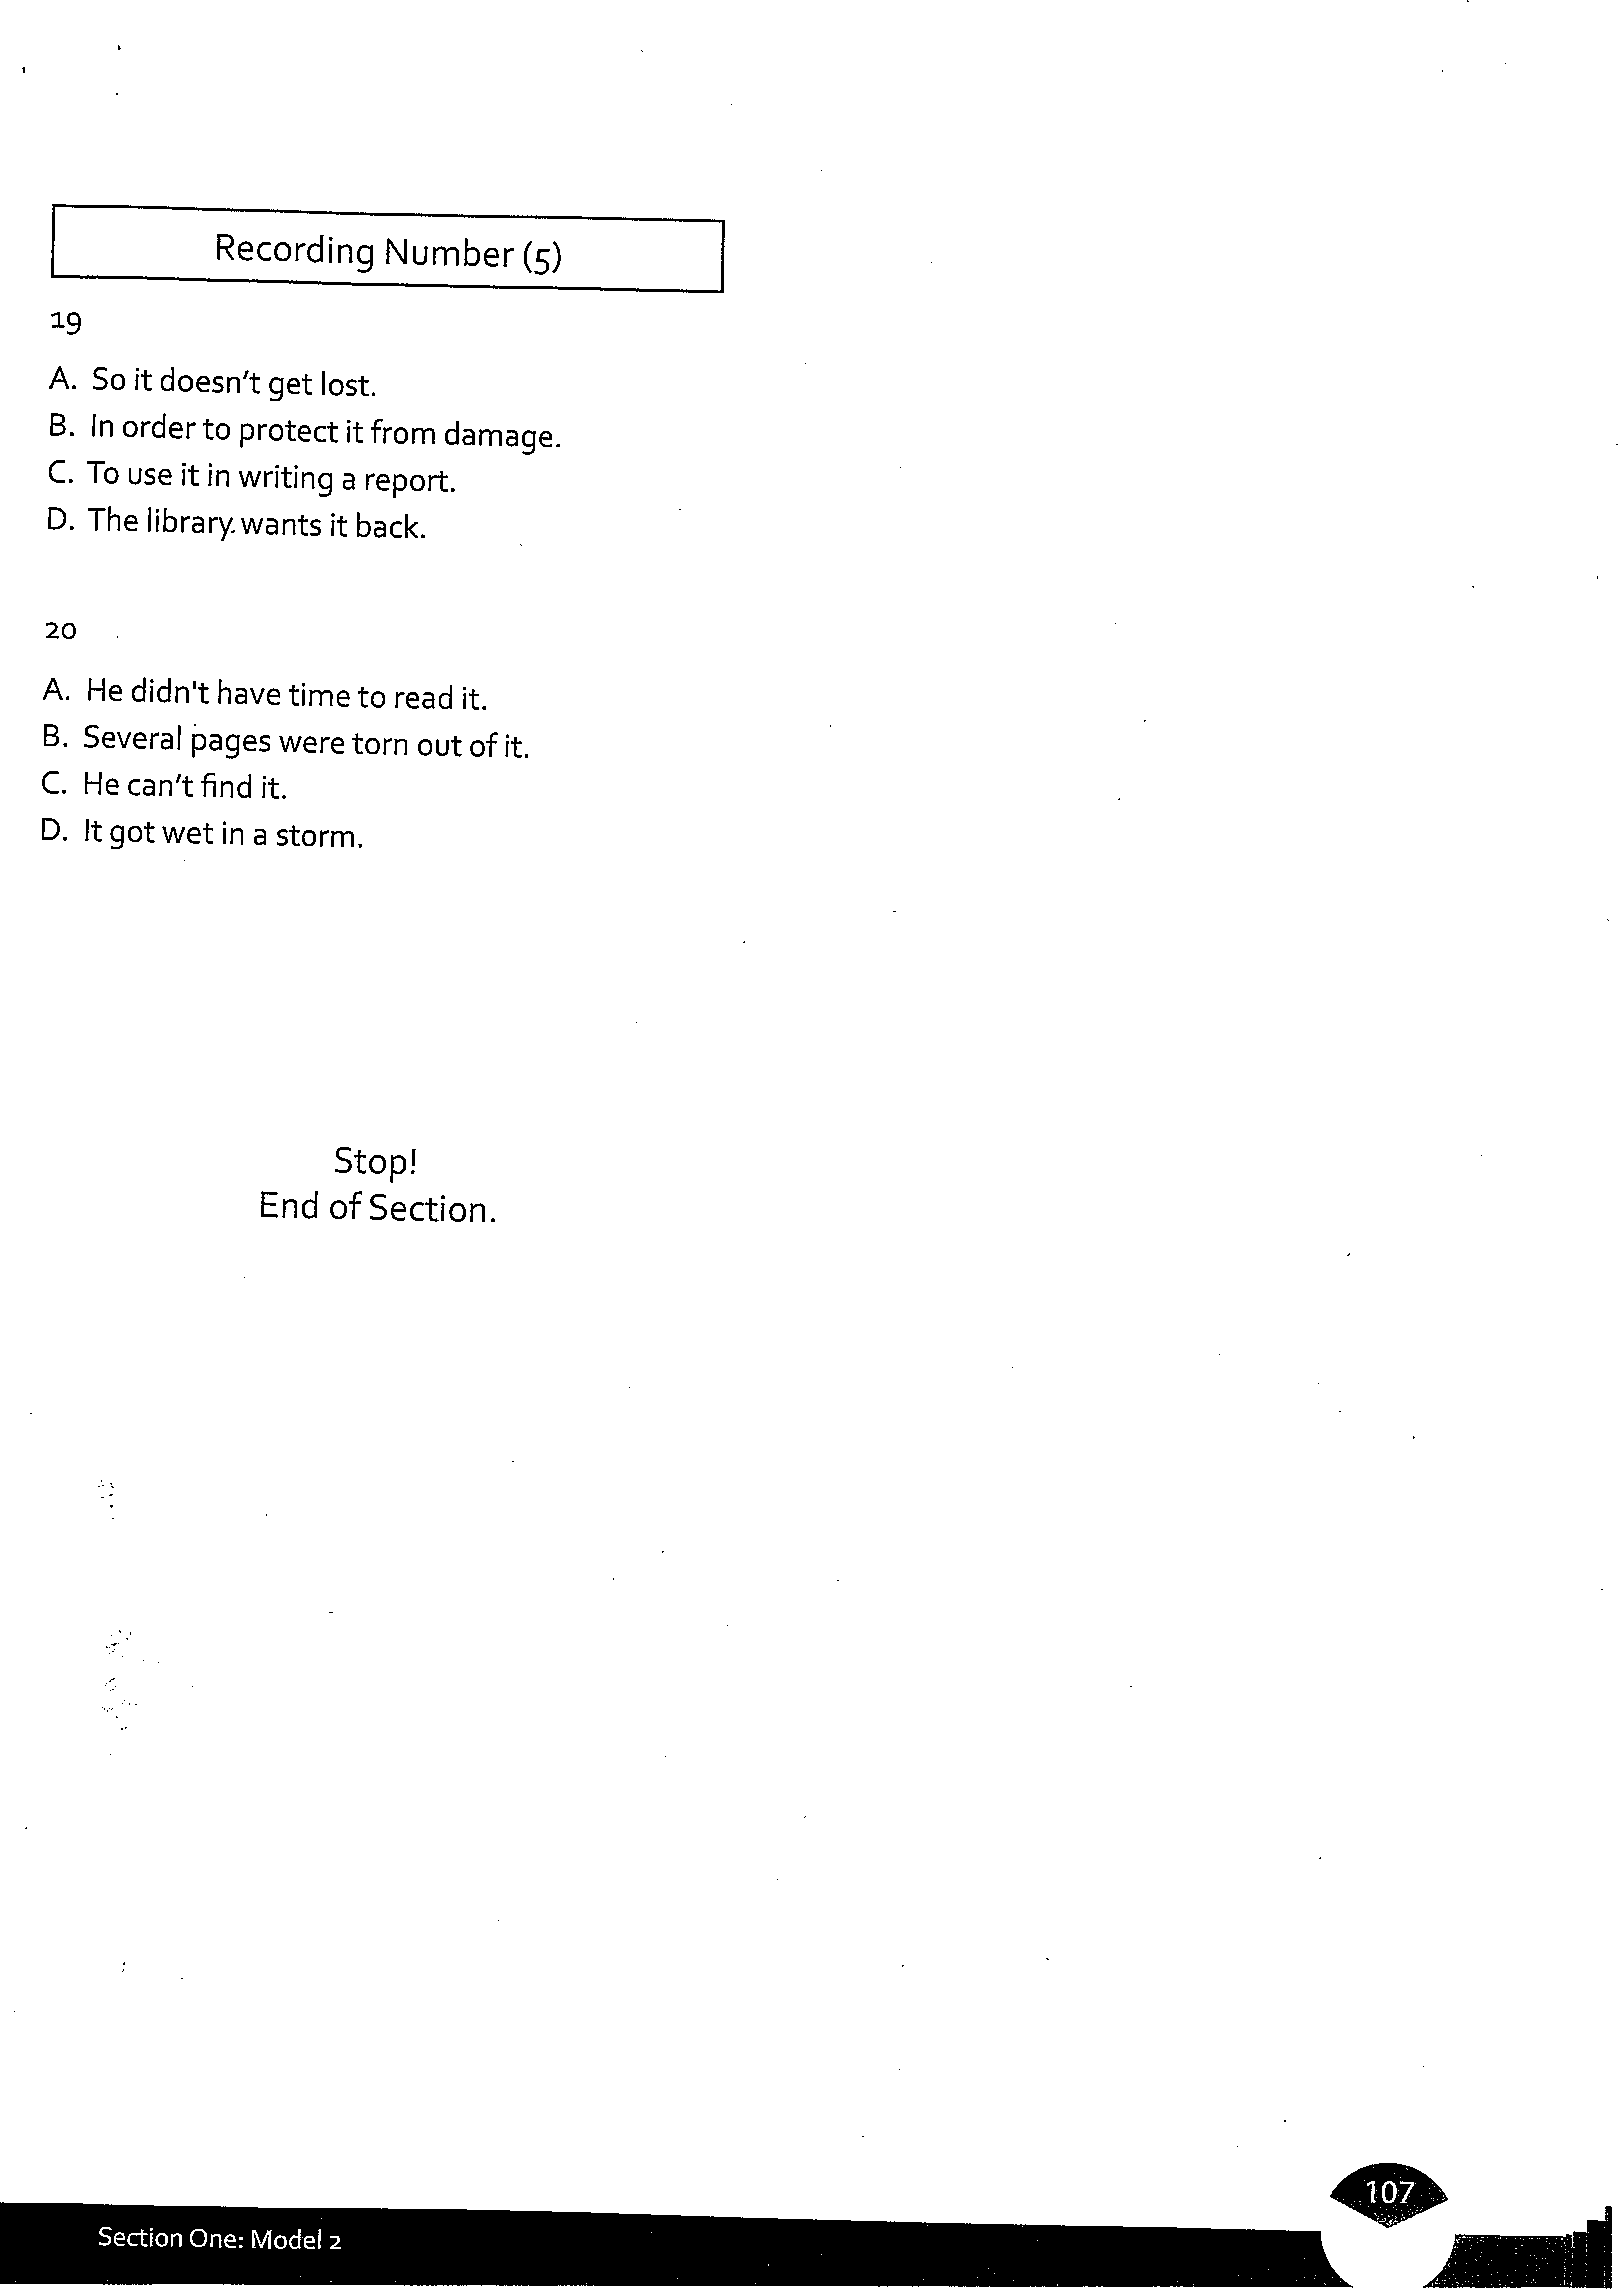 Recording Number (5)
19
A. So it doesn't get lost.
B. In order to protect it from damage.
C. To use it in writing a report.
D. The library wants it back.
20
A. He didn't have time to read it.
B. Several pages were torn out of it.
C. He can't find it.
D. It got wet in a storm.
Stop!
End of Section.
107
Section One: Model 2